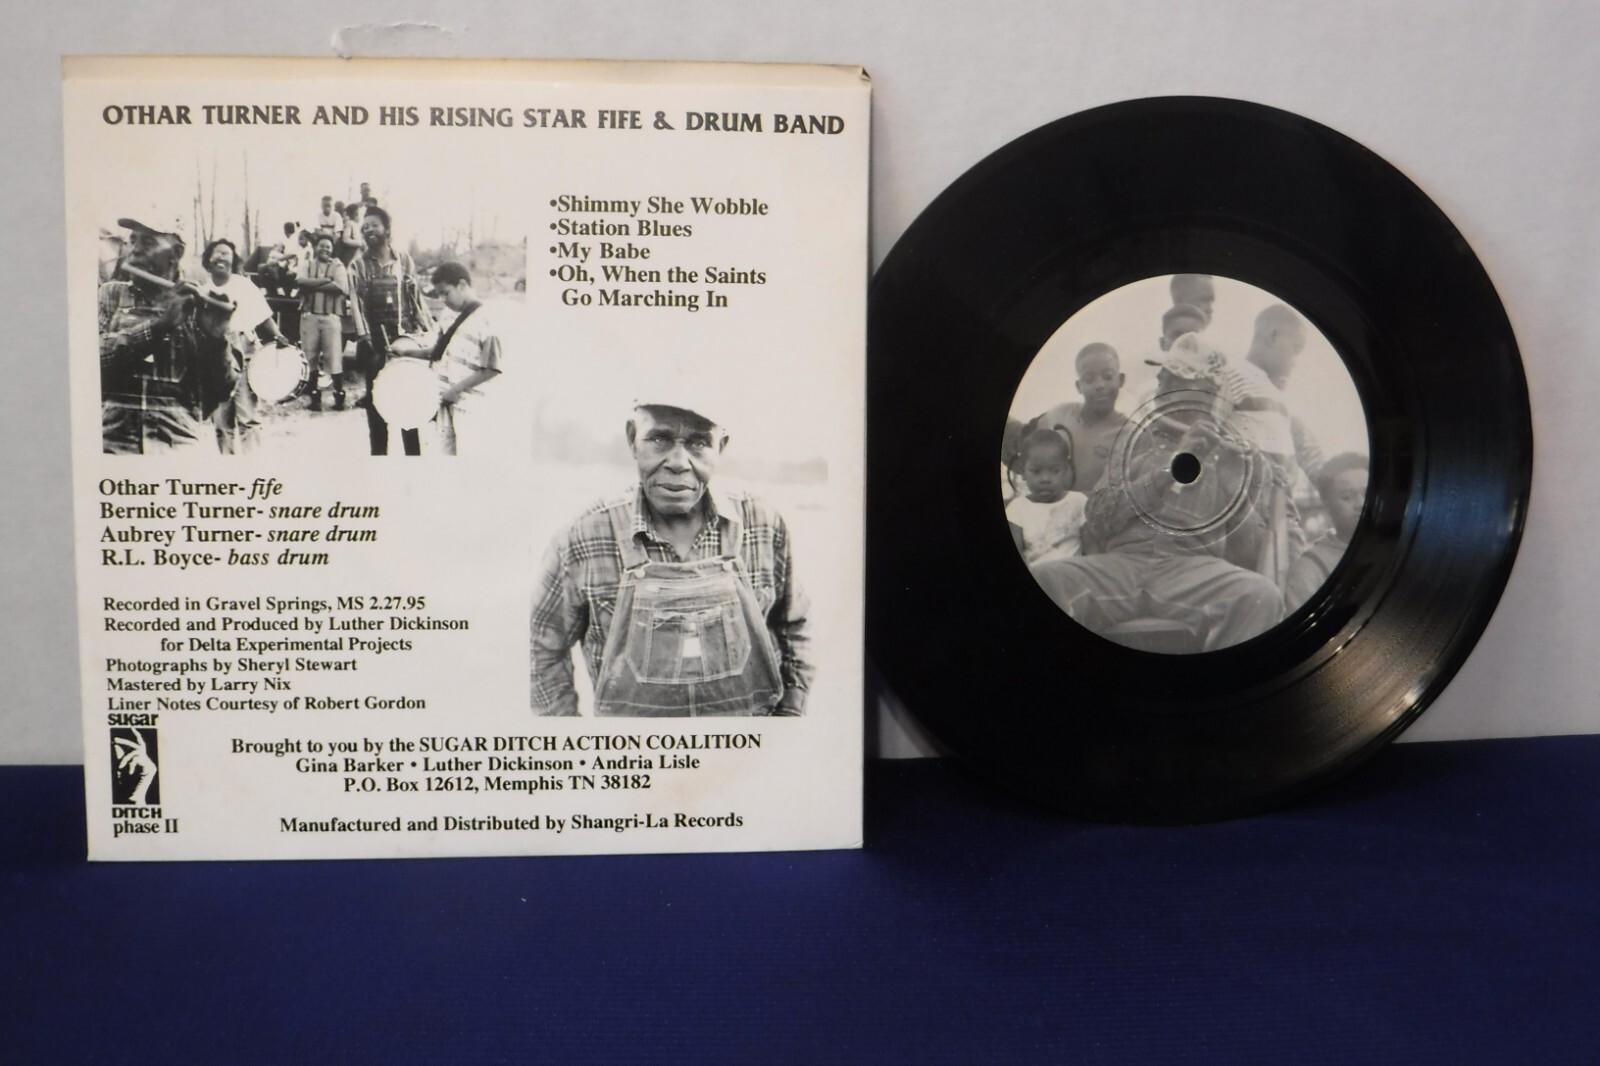 OTHAR TURNER AND HIS RISING STAR FIFE & DRUM BAND
•Shimmy She Wobble
•Station Blues
•My Babe
•Oh, When the Saints
Go Marching In
Othar Turner- fife
Bernice Turner- snare drum
Aubrey Turner- snare drum
R.L. Boyce- bass drum
Recorded in Gravel Springs, MS 2.27.95
Recorded and Produced by Luther Dickinson
for Delta Experimental Projects
Photographs by Sheryl Stewart
Mastered by Larry Nix
Liner Notes Courtesy of Robert Gordon
sugar
DITCH
phase II
Brought to you by the SUGAR DITCH ACTION COALITION
Gina Barker • Luther Dickinson • Andria Lisle
P.O. Box 12612, Memphis TN 38182
Manufactured and Distributed by Shangri-La Records